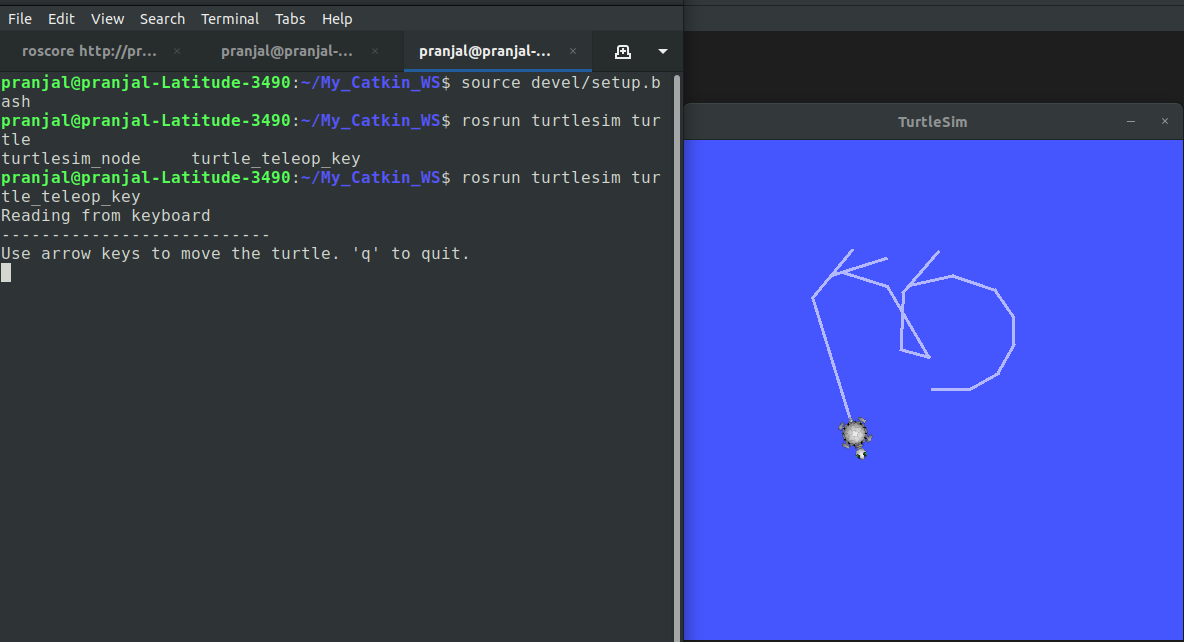 File Edit View Search Terminal Tabs Help
roscore http://pr... × pranjal@pranjal-... × pranjal@pranjal-... ×
pranjal@pranjal-Latitude-3490:~/My_Catkin_WS$ source devel/setup.b
ash
pranjal@pranjal-Latitude-3490:~/My_Catkin_WS$ rosrun turtlesim tur
tle
turtlesim_node     turtle_teleop_key
pranjal@pranjal-Latitude-3490:~/My_Catkin_WS$ rosrun turtlesim tur
tle_teleop_key
Reading from keyboard
---------------------------
Use arrow keys to move the turtle. 'q' to quit.
TurtleSim